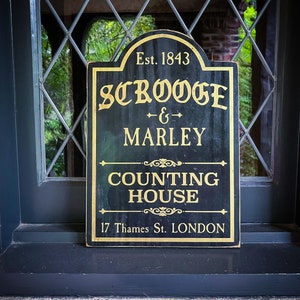 Est. 1843
SCROOGE
&
MARLEY
COUNTING
HOUSE
17 Thames St. LONDON